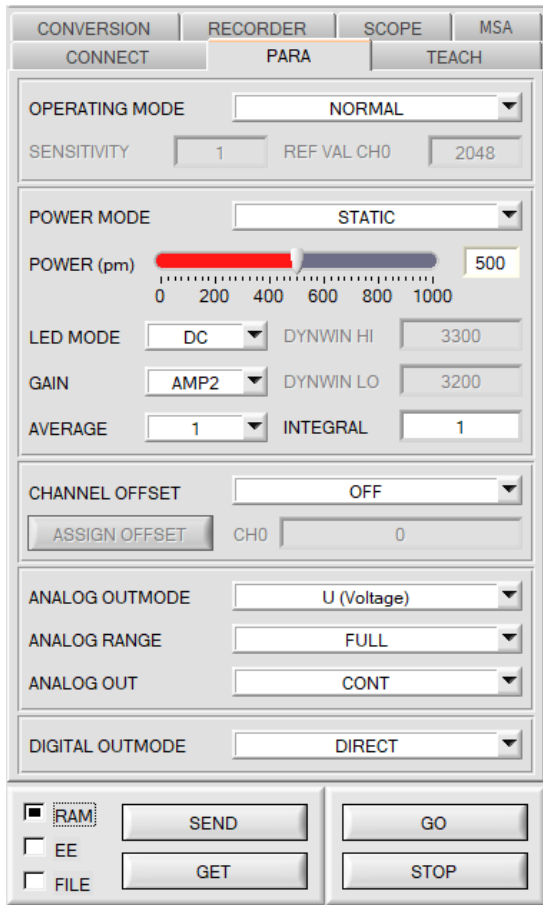 CONVERSION RECORDER SCOPE MSA
CONNECT PARA TEACH
OPERATING MODE NORMAL
SENSITIVITY 1 REF VAL CH0 2048
POWER MODE STATIC
POWER (pm) 500
0 200 400 600 800 1000
LED MODE DC DYNWIN HI 3300
GAIN AMP2 DYNWIN LO 3200
AVERAGE 1 INTEGRAL 1
CHANNEL OFFSET OFF
ASSIGN OFFSET CH0 0
ANALOG OUTMODE U (Voltage)
ANALOG RANGE FULL
ANALOG OUT CONT
DIGITAL OUTMODE DIRECT
RAM SEND GO
EE
GET STOP
FILE